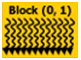 Block (0, 1)